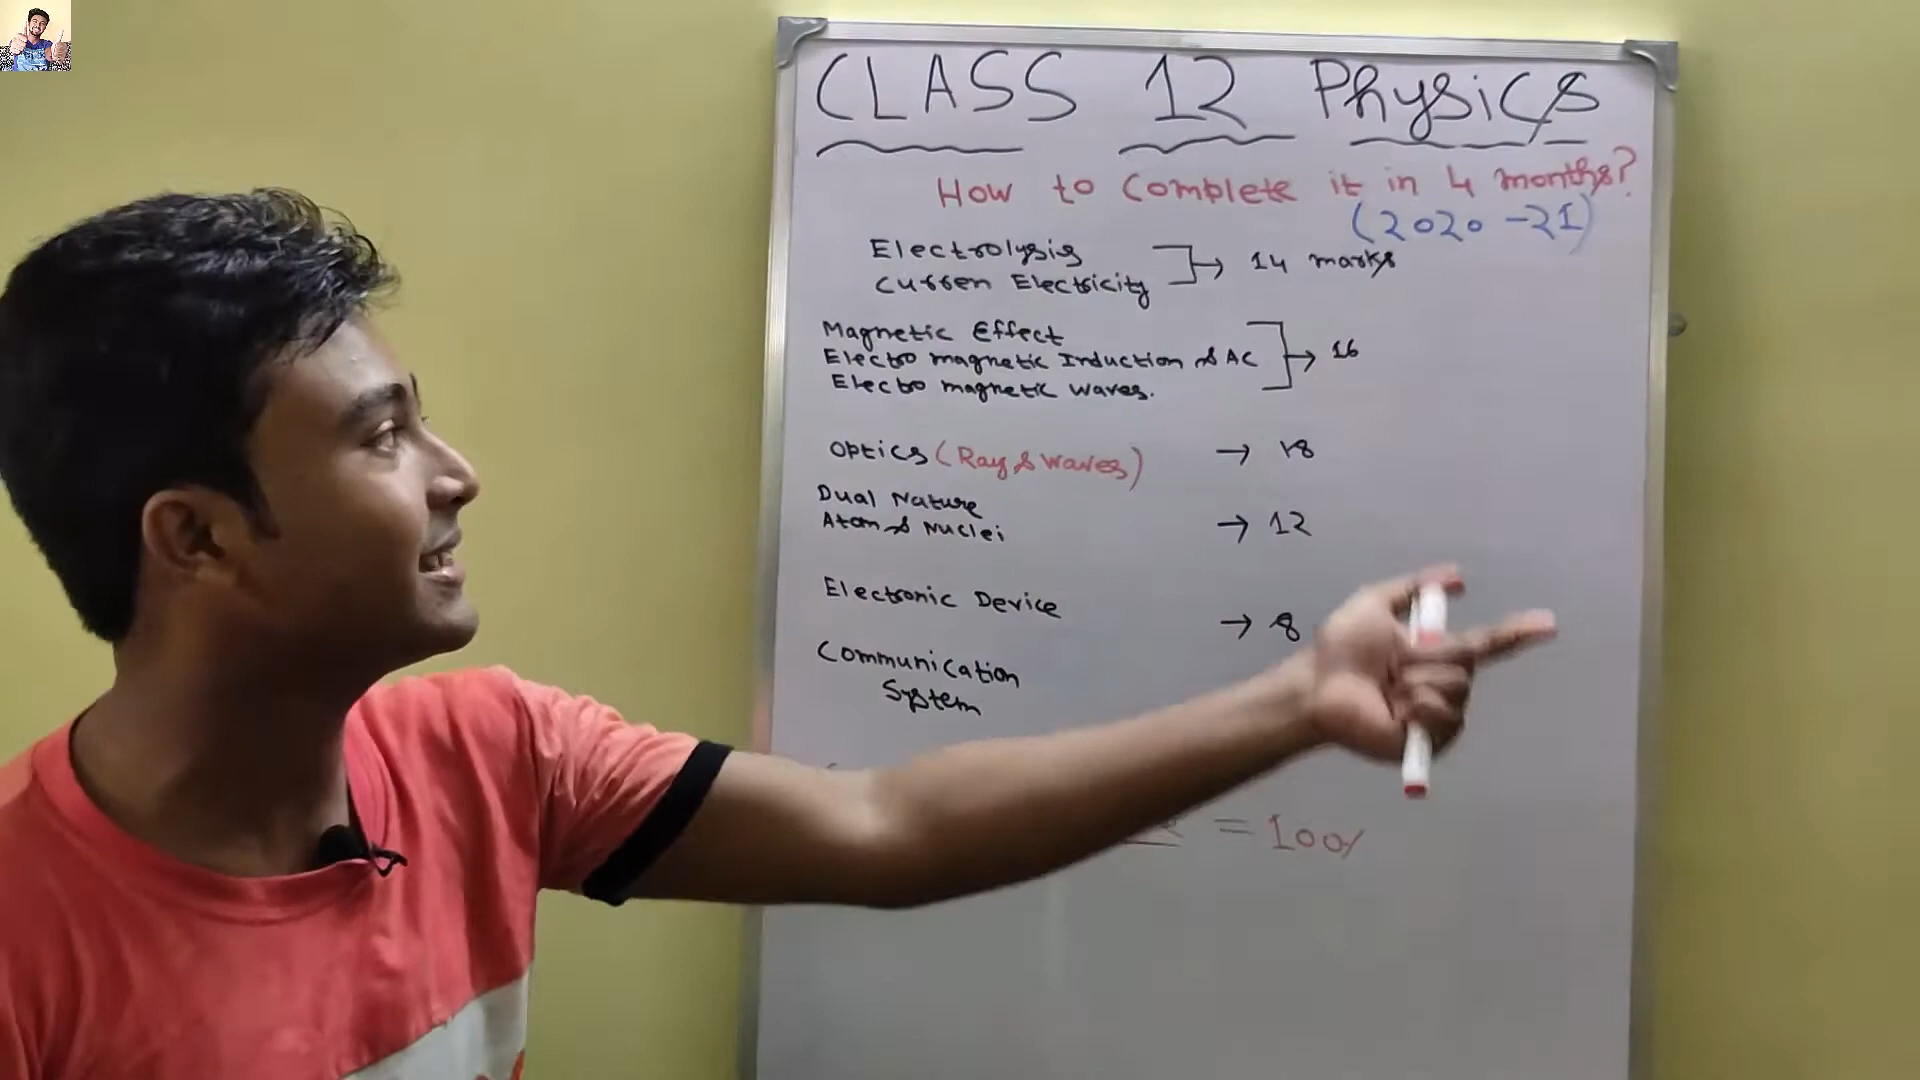 CLASS 12 Physics
How to Complete it in 4 months?
(2020-21)
Electrolysis
Curren Electricity → 14 marks
Magnetic Effect
Electro magnetic Induction & AC → 16
Electro magnetic waves.
Optics (Ray & Waves) → 18
Dual Nature
Atom & Nuclei → 12
Electronic Device
→ 8
Communication
System
= 100%